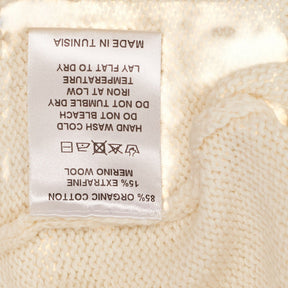 85% ORGANIC COTTON
15% EXTRAFINE
MERINO WOOL
HAND WASH COLD
DO NOT BLEACH
DO NOT TUMBLE DRY
IRON AT LOW
TEMPERATURE
LAY FLAT TO DRY
MADE IN TUNISIA